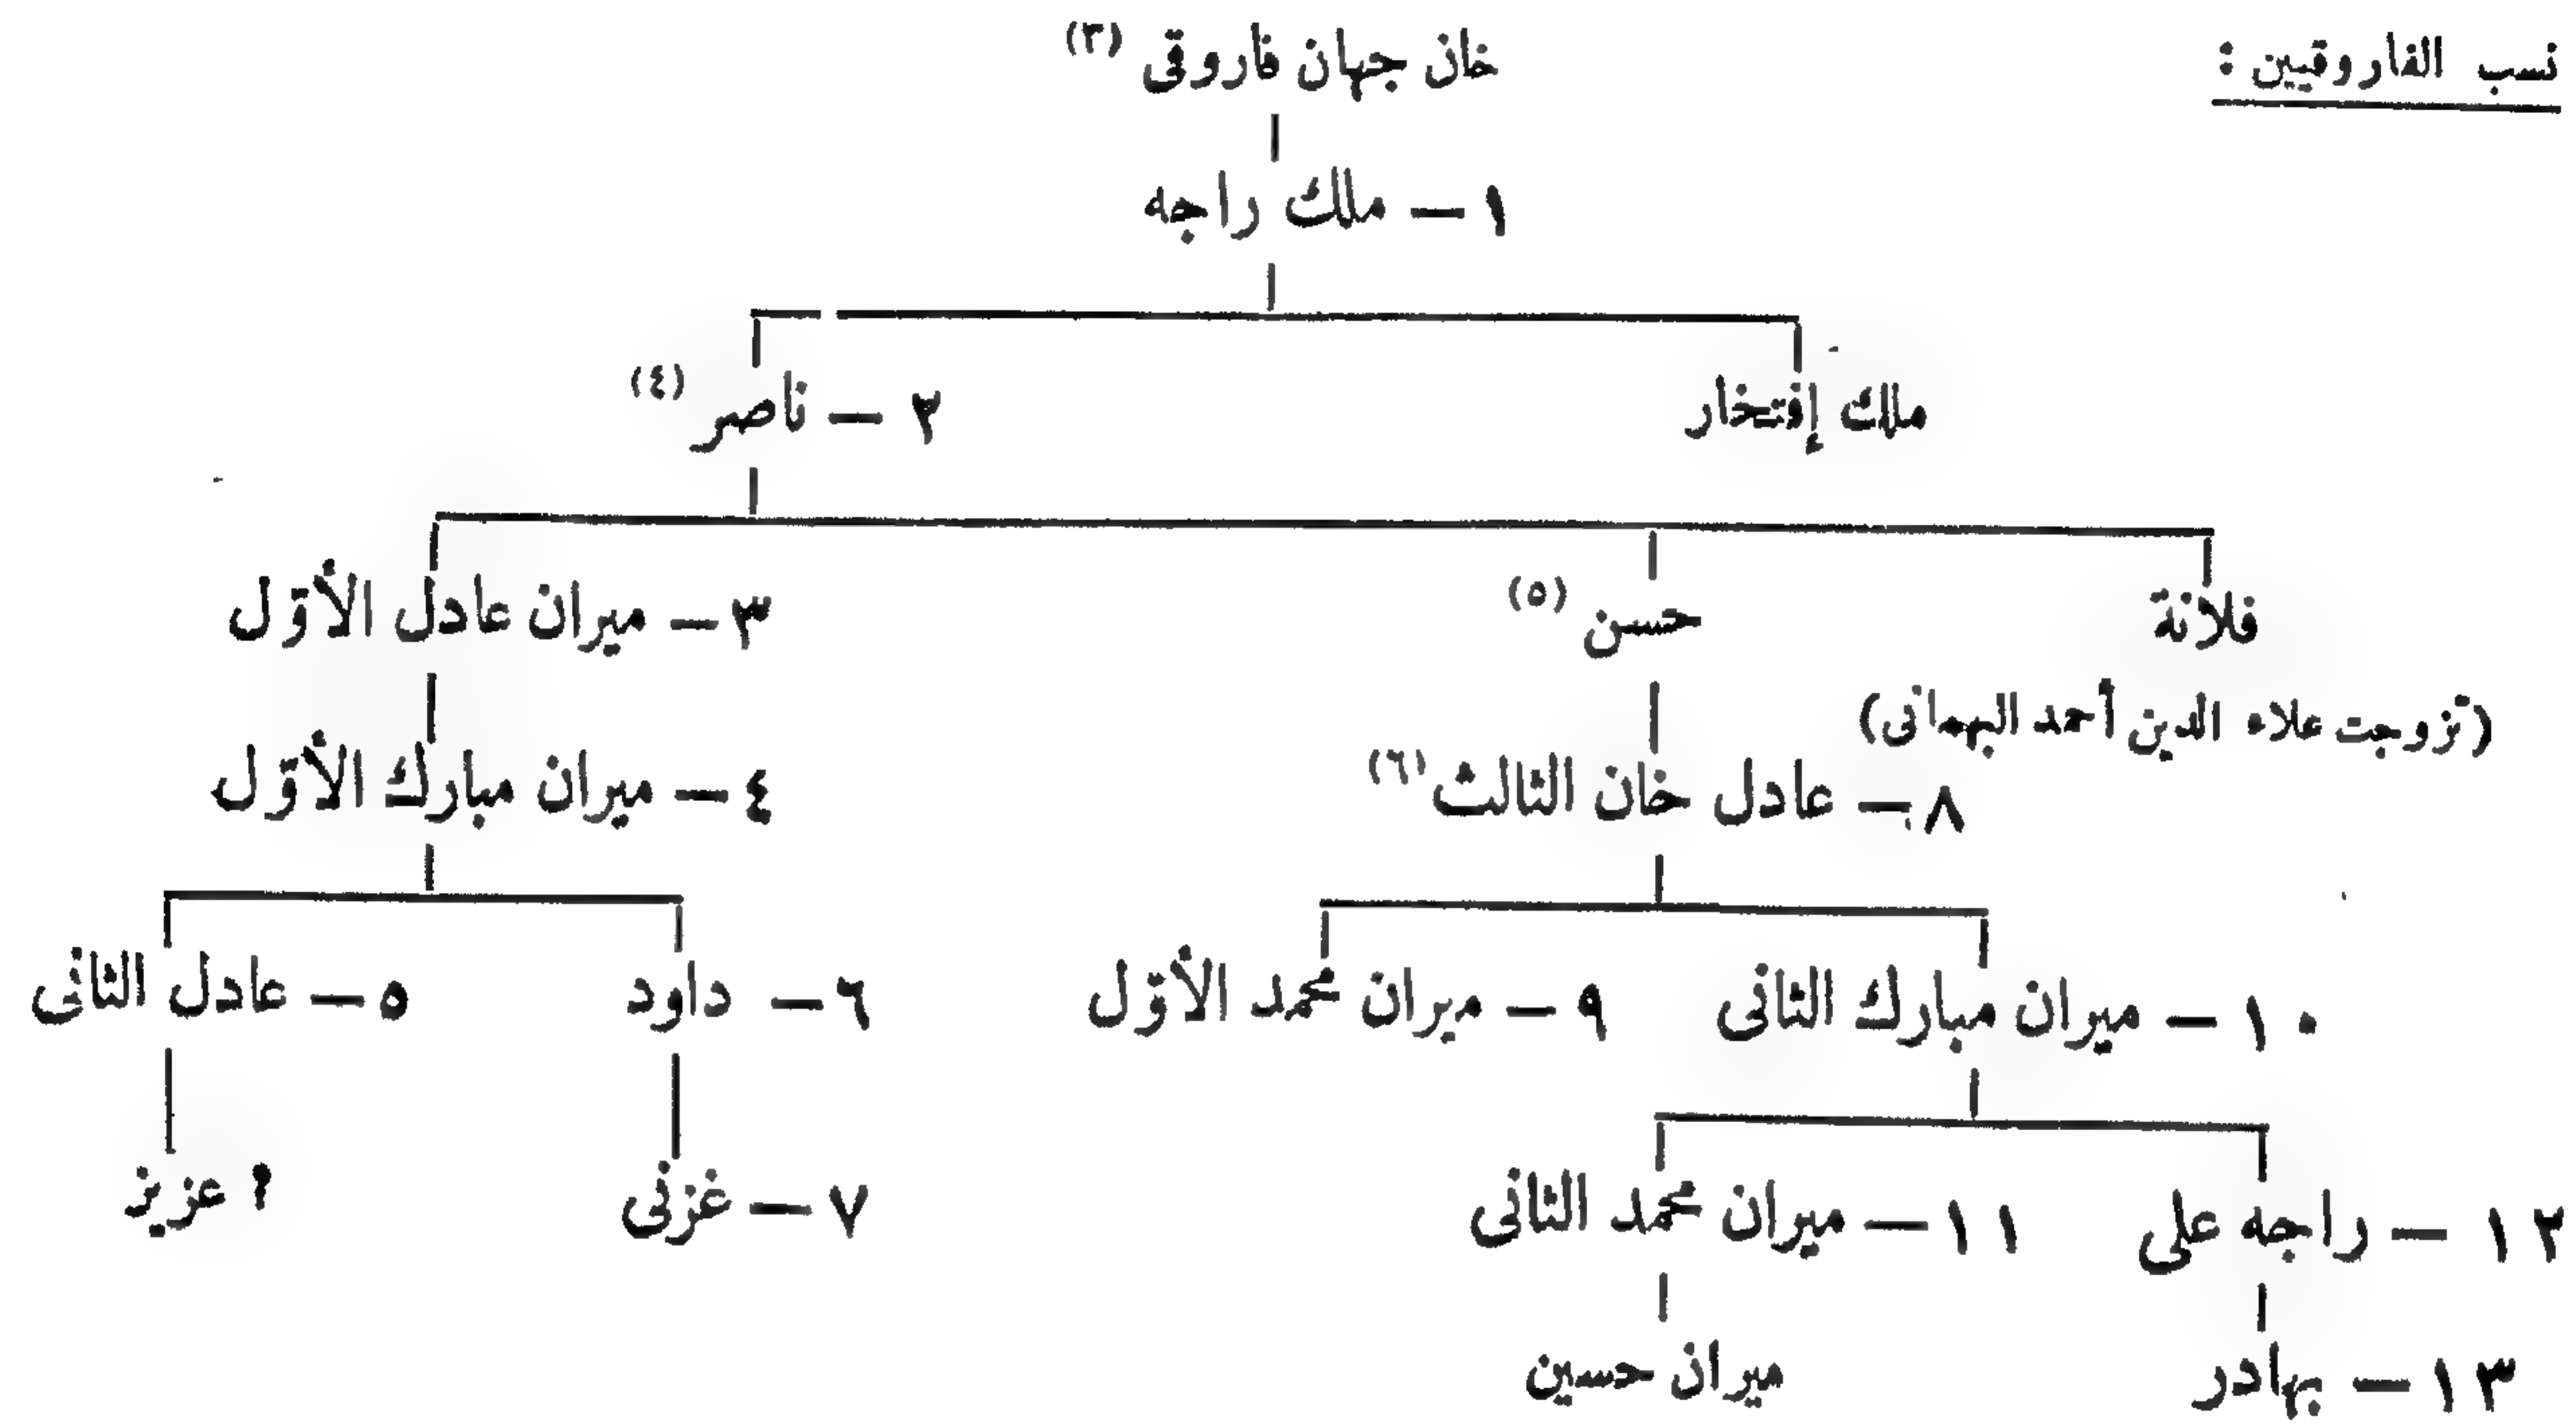 نسب الفاروقيين :
خان جهان فاروقى (٣)
١ — ملك راجه
ملك إفتخار
٢ — ناصر (٤)
فلانة
(تزوجت علاء الدين أحمد البهمانى)
حسن (٥)
٣ — ميران عادل الأوّل
٨ — عادل خان الثالث (٦)
٤ — ميران مبارك الأوّل
١٠ — ميران مبارك الثانى
٩ — ميران محمد الأوّل
٦ — داود
٥ — عادل الثانى
١٢ — راجه على
١١ — ميران محمد الثانى
٧ — غزنى
؟ عزيز
١٣ — بهادر
ميران حسين